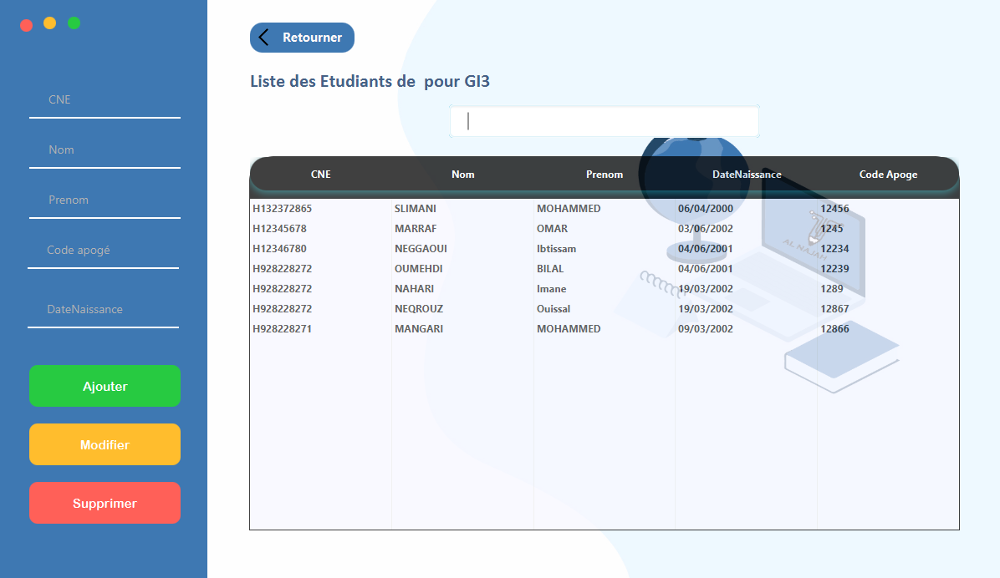 CNE
Nom
Prenom
Code apogé
DateNaissance
Ajouter
Modifier
Supprimer
Retourner
Liste des Etudiants de pour GI3
CNE Nom Prenom DateNaissance Code Apoge
H132372865 SLIMANI MOHAMMED 06/04/2000 12456
H12345678 MARRAF OMAR 03/06/2002 1245
H12346780 NEGGAOUI Ibtissam 04/06/2001 12234
H928228272 OUMEHDI BILAL 04/06/2001 12239
H928228272 NAHARI Imane 19/03/2002 1289
H928228272 NEQROUZ Ouissal 19/03/2002 12867
H928228271 MANGARI MOHAMMED 09/03/2002 12866
AL NAJAH